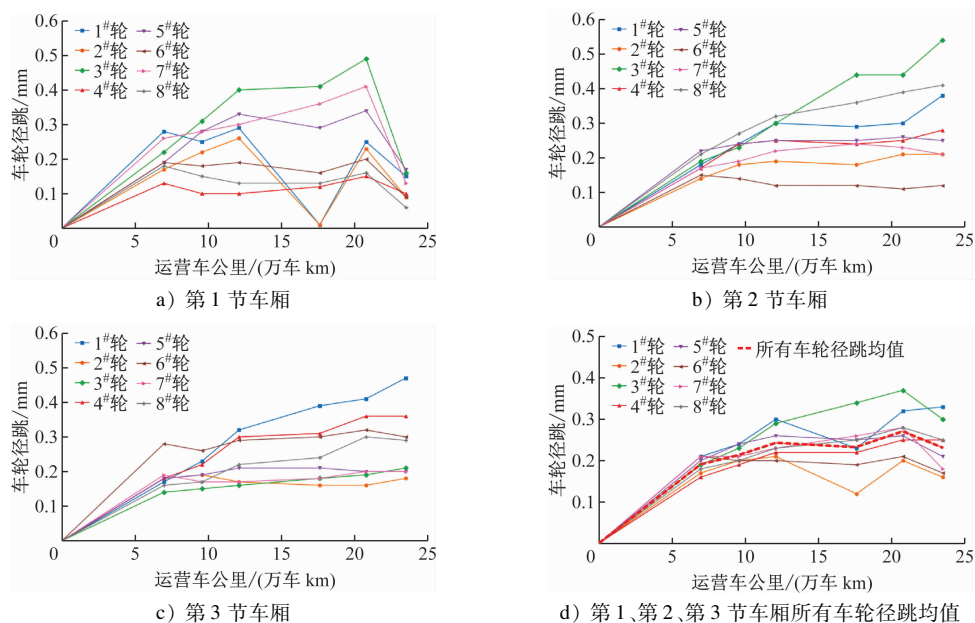 0.6
0.5
0.4
0.3
0.2
0.1
0
5
10
15
20
25
车轮径跳/mm
运营车公里/(万车 km)
1#轮 5#轮
2#轮 6#轮
3#轮 7#轮
4#轮 8#轮
a) 第 1 节车厢
0.6
0.5
0.4
0.3
0.2
0.1
0
5
10
15
20
25
车轮径跳/mm
运营车公里/(万车 km)
1#轮 5#轮
2#轮 6#轮
3#轮 7#轮
4#轮 8#轮
b) 第 2 节车厢
0.6
0.5
0.4
0.3
0.2
0.1
0
5
10
15
20
25
车轮径跳/mm
运营车公里/(万车 km)
1#轮 5#轮
2#轮 6#轮
3#轮 7#轮
4#轮 8#轮
c) 第 3 节车厢
0.5
0.4
0.3
0.2
0.1
0
5
10
15
20
25
车轮径跳/mm
运营车公里/(万车 km)
1#轮 5#轮 所有车轮径跳均值
2#轮 6#轮
3#轮 7#轮
4#轮 8#轮
d) 第 1、第 2、第 3 节车厢所有车轮径跳均值